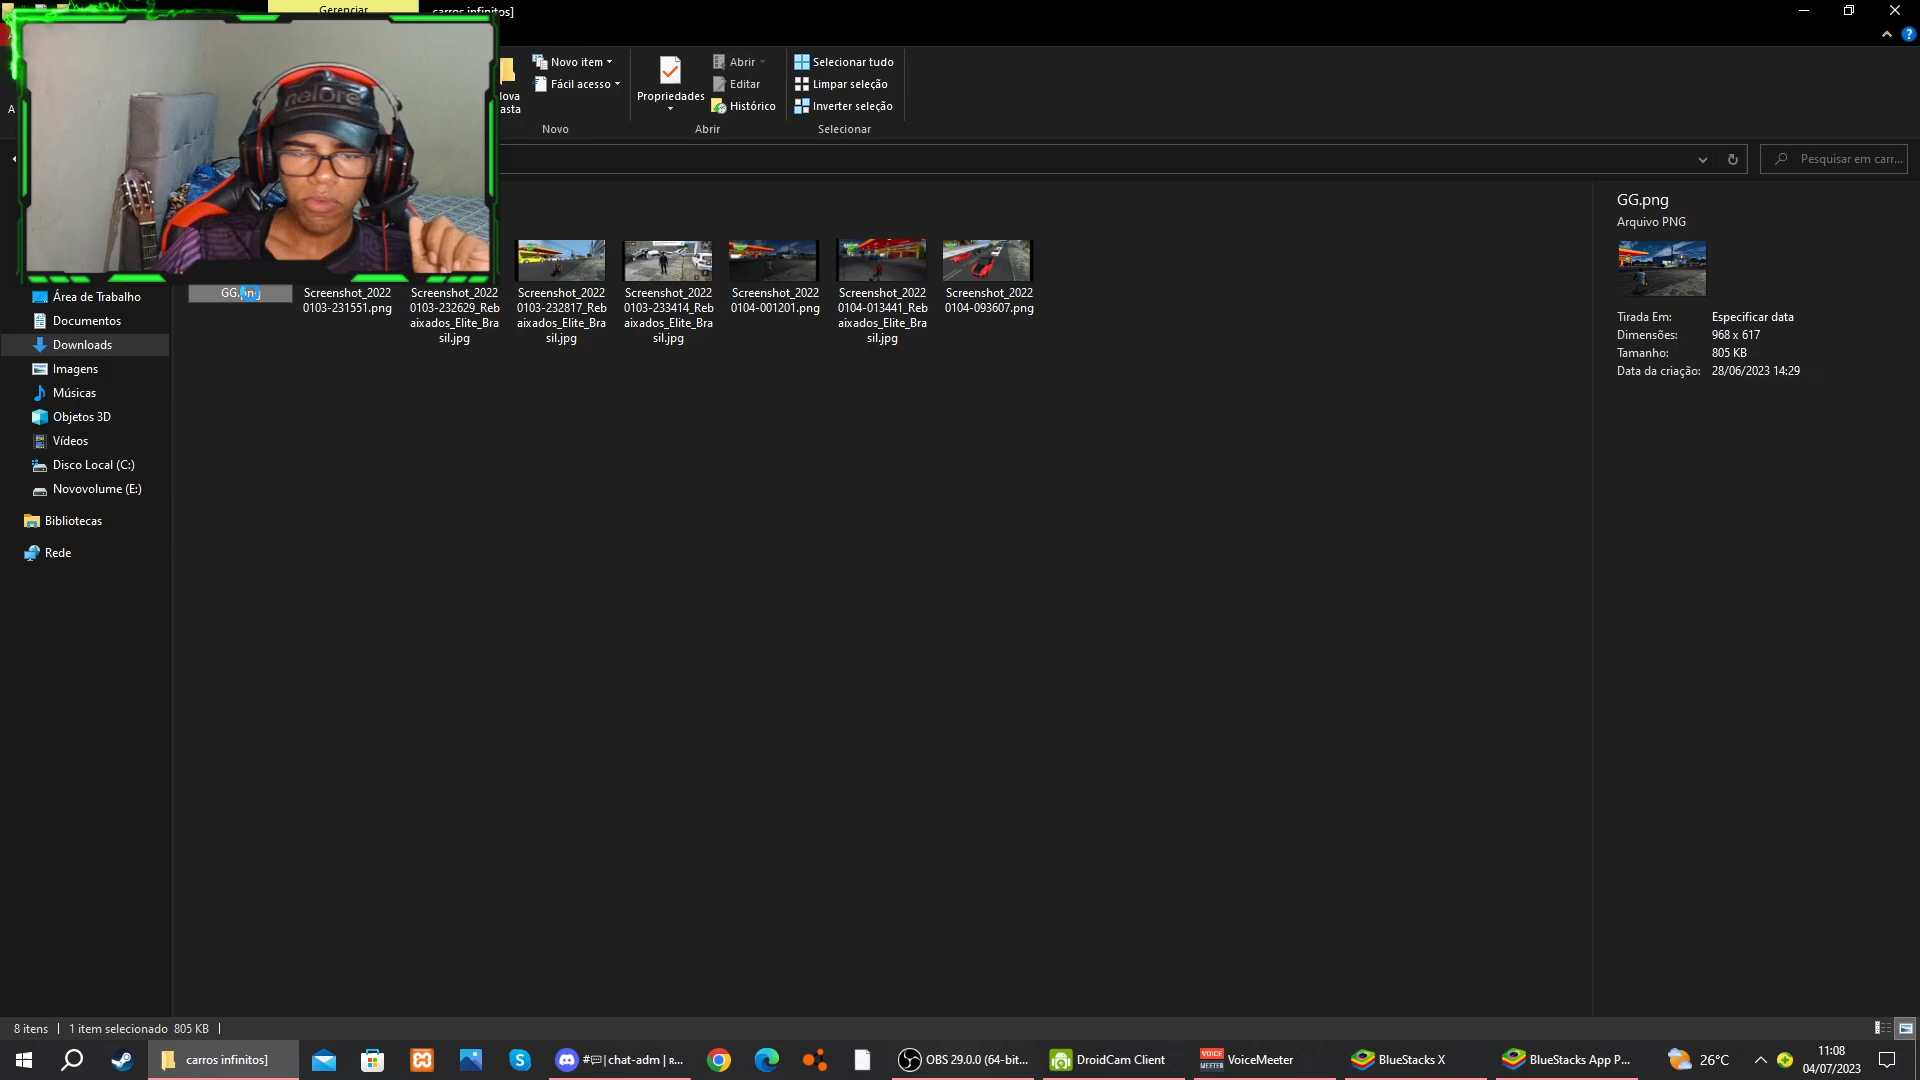 Gerenciar
carros infinitos]
nelore
Novo item
Fácil acesso
Propriedades
Abrir
Editar
Histórico
Selecionar tudo
Limpar seleção
Inverter seleção
Novo
Abrir
Selecionar
Pesquisar em carr...
GG.png
Screenshot_2022
0103-231551.png
Screenshot_2022
0103-232629_Reb
aixados_Elite_Bra
sil.jpg
Screenshot_2022
0103-232817_Reb
aixados_Elite_Bra
sil.jpg
Screenshot_2022
0103-233414_Reb
aixados_Elite_Bra
sil.jpg
Screenshot_2022
0104-001201.png
Screenshot_2022
0104-013441_Reb
aixados_Elite_Bra
sil.jpg
Screenshot_2022
0104-093607.png
GG.png
Arquivo PNG
Tirada Em: Especificar data
Dimensões: 968 x 617
Tamanho: 805 KB
Data da criação: 28/06/2023 14:29
Área de Trabalho
Documentos
Downloads
Imagens
Músicas
Objetos 3D
Vídeos
Disco Local (C:)
Novovolume (E:)
Bibliotecas
Rede
8 itens
1 item selecionado 805 KB
carros infinitos]
#💬|chat-adm | R...
OBS 29.0.0 (64-bit...
DroidCam Client
VOICE
MEETER
VoiceMeeter
BlueStacks X
BlueStacks App P...
26°C
11:08
04/07/2023